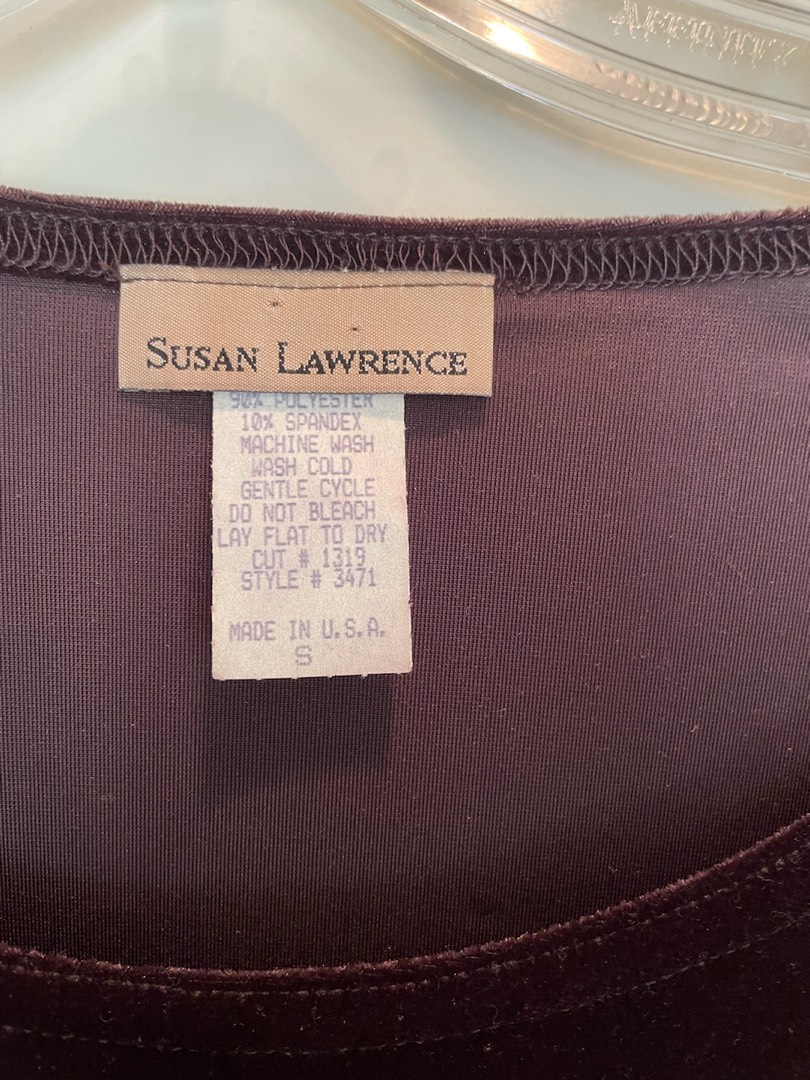 SUSAN LAWRENCE
90% POLYESTER
10% SPANDEX
MACHINE WASH
WASH COLD
GENTLE CYCLE
DO NOT BLEACH
LAY FLAT TO DRY
CUT # 1319
STYLE # 3471
MADE IN U.S.A.
S